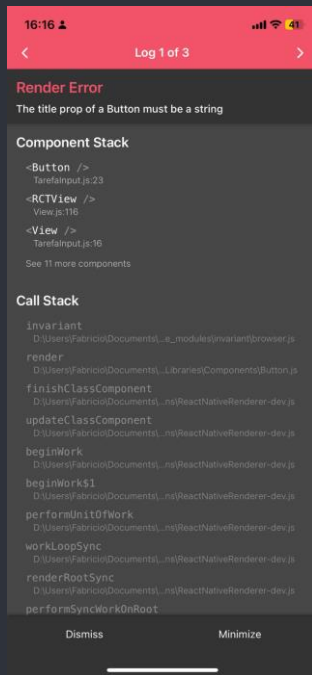 16:16
41
Log 1 of 3
Render Error
The title prop of a Button must be a string
Component Stack
<Button />
TarefaInput.js:23
<RCTView />
View.js:116
<View />
TarefaInput.js:16
See 11 more components
Call Stack
invariant
D:\Users\Fabricio\Documents\...e_modules\invariant\browser.js
render
D:\Users\Fabricio\Documents\...Libraries\Components\Button.js
finishClassComponent
D:\Users\Fabricio\Documents\...ns\ReactNativeRenderer-dev.js
updateClassComponent
D:\Users\Fabricio\Documents\...ns\ReactNativeRenderer-dev.js
beginWork
D:\Users\Fabricio\Documents\...ns\ReactNativeRenderer-dev.js
beginWork$1
D:\Users\Fabricio\Documents\...ns\ReactNativeRenderer-dev.js
performUnitOfWork
D:\Users\Fabricio\Documents\...ns\ReactNativeRenderer-dev.js
workLoopSync
D:\Users\Fabricio\Documents\...ns\ReactNativeRenderer-dev.js
renderRootSync
D:\Users\Fabricio\Documents\...ns\ReactNativeRenderer-dev.js
performSyncWorkOnRoot
Dismiss
Minimize